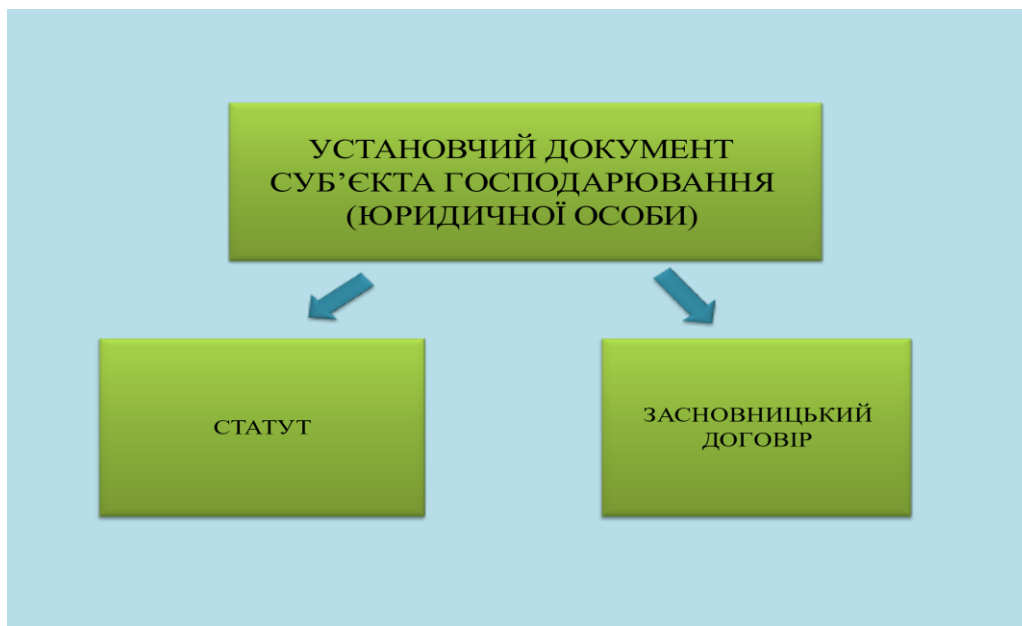 УСТАНОВЧИЙ ДОКУМЕНТ
СУБ’ЄКТА ГОСПОДАРЮВАННЯ
(ЮРИДИЧНОЇ ОСОБИ)
СТАТУТ
ЗАСНОВНИЦЬКИЙ
ДОГОВІР